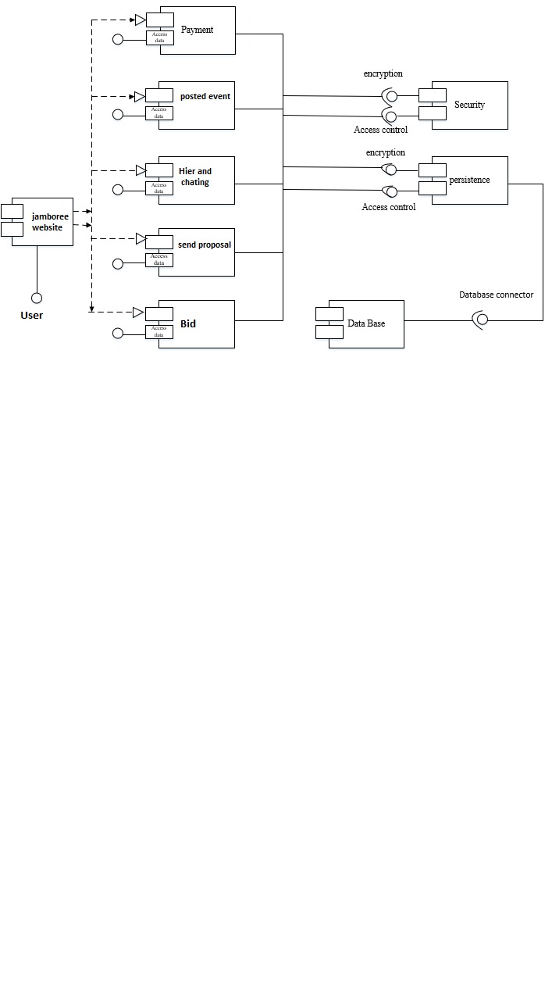 Payment
Access
data
encryption
posted event
Access
data
Security
Access control
encryption
Hier and
chating
Access
data
persistence
Access control
jamboree
website
send proposal
Access
data
Database connector
User
Bid
Access
data
Data Base